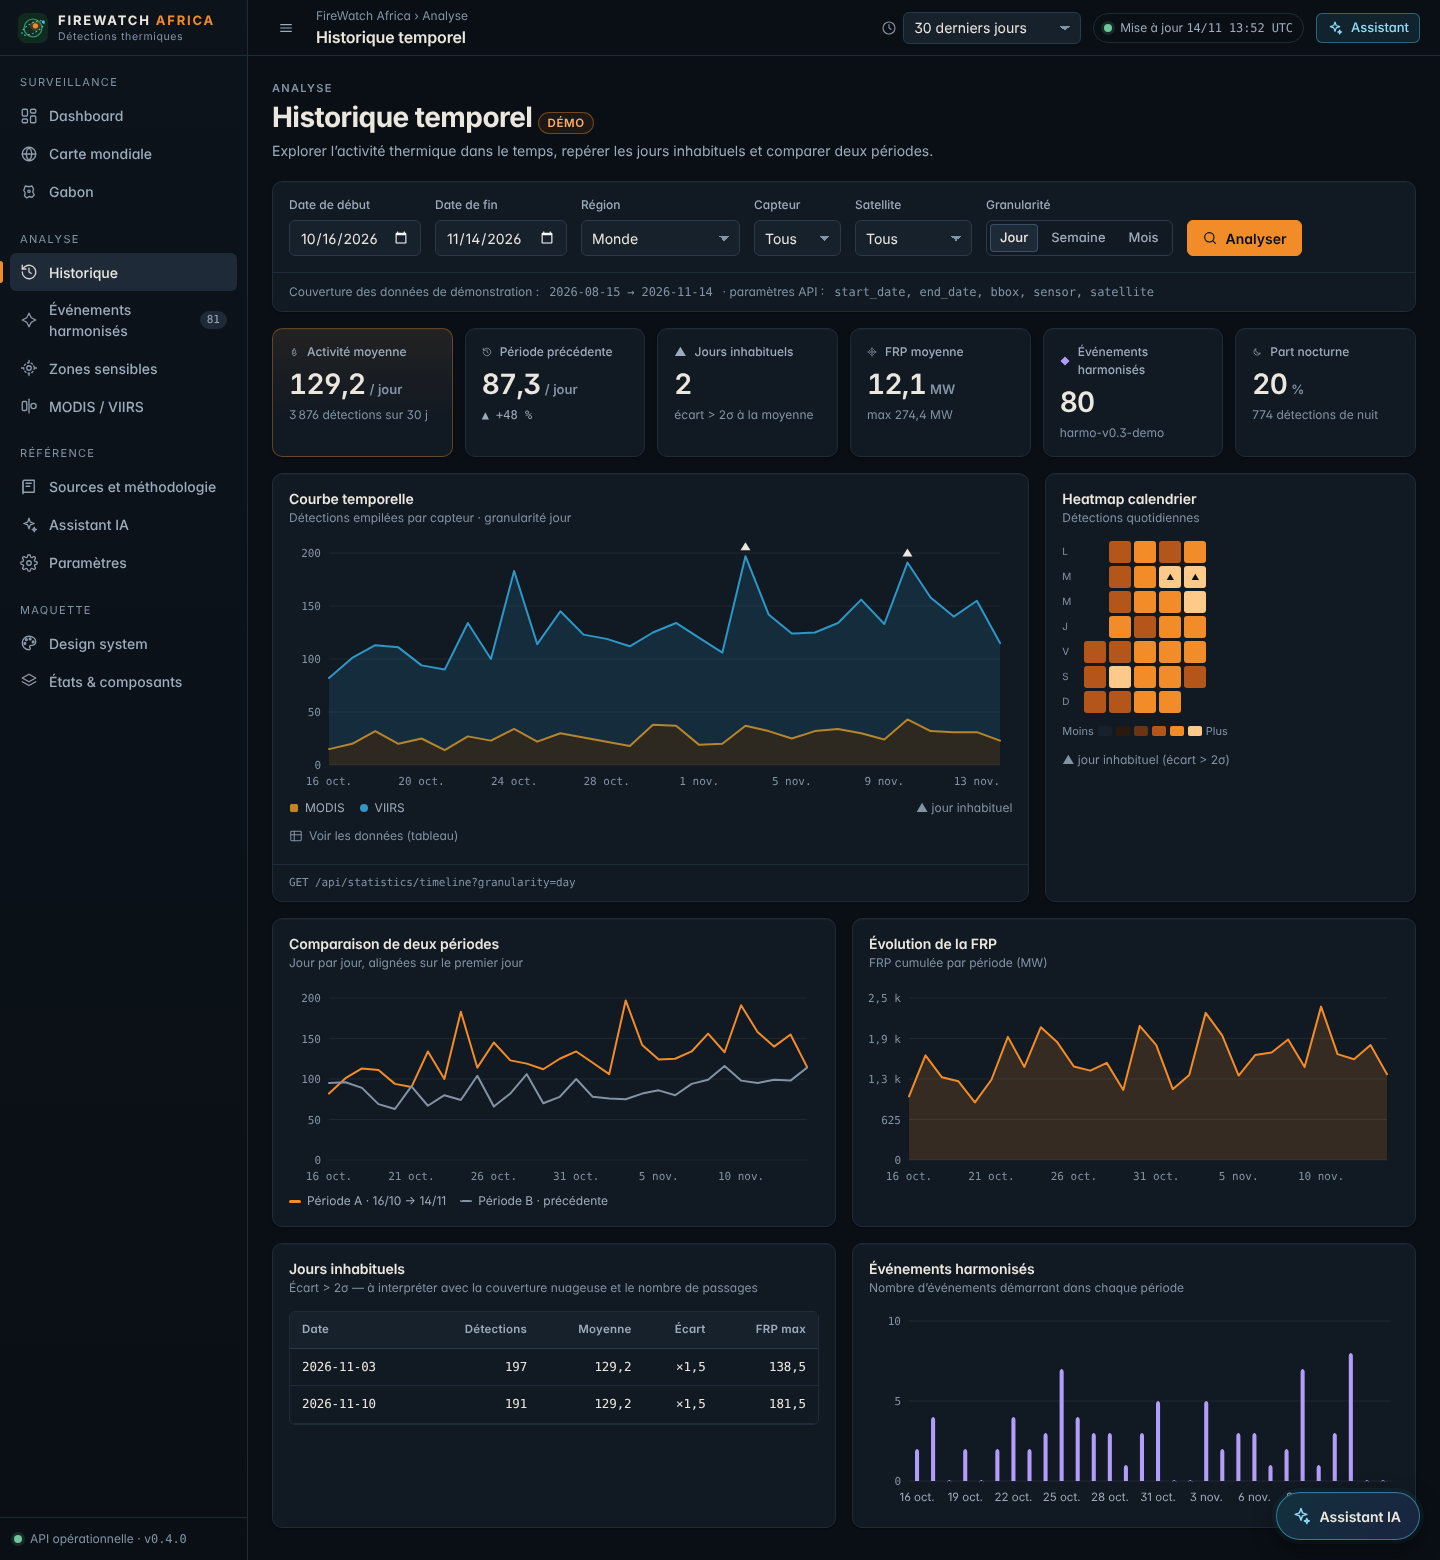 FIREWATCH AFRICA
Détections thermiques
FireWatch Africa › Analyse
Historique temporel
30 derniers jours
Mise à jour 14/11 13:52 UTC
Assistant
SURVEILLANCE
Dashboard
Carte mondiale
Gabon
ANALYSE
Historique
Événements
harmonisés
81
Zones sensibles
MODIS / VIIRS
RÉFÉRENCE
Sources et méthodologie
Assistant IA
Paramètres
MAQUETTE
Design system
États & composants
API opérationnelle · v0.4.0
ANALYSE
Historique temporel DÉMO
Explorer l'activité thermique dans le temps, repérer les jours inhabituels et comparer deux périodes.
Date de début
Date de fin
Région
Capteur
Satellite
Granularité
10/16/2026
11/14/2026
Monde
Tous
Tous
Jour Semaine Mois
Analyser
Couverture des données de démonstration : 2026-08-15 → 2026-11-14 · paramètres API : start_date, end_date, bbox, sensor, satellite
Activité moyenne
129,2 / jour
3 876 détections sur 30 j
Période précédente
87,3 / jour
▲ +48 %
▲ Jours inhabituels
2
écart > 2σ à la moyenne
FRP moyenne
12,1 MW
max 274,4 MW
Événements
harmonisés
80
harmo-v0.3-demo
Part nocturne
20 %
774 détections de nuit
Courbe temporelle
Détections empilées par capteur · granularité jour
200
150
100
50
0
16 oct. 20 oct. 24 oct. 28 oct. 1 nov. 5 nov. 9 nov. 13 nov.
MODIS VIIRS
▲ jour inhabituel
Voir les données (tableau)
GET /api/statistics/timeline?granularity=day
Heatmap calendrier
Détections quotidiennes
L
M
M
J
V
S
D
Moins Plus
▲ jour inhabituel (écart > 2σ)
Comparaison de deux périodes
Jour par jour, alignées sur le premier jour
200
150
100
50
0
16 oct. 21 oct. 26 oct. 31 oct. 5 nov. 10 nov.
Période A · 16/10 → 14/11 Période B · précédente
Évolution de la FRP
FRP cumulée par période (MW)
2,5 k
1,9 k
1,3 k
625
0
16 oct. 21 oct. 26 oct. 31 oct. 5 nov. 10 nov.
Jours inhabituels
Écart > 2σ — à interpréter avec la couverture nuageuse et le nombre de passages
Date Détections Moyenne Écart FRP max
2026-11-03 197 129,2 ×1,5 138,5
2026-11-10 191 129,2 ×1,5 181,5
Événements harmonisés
Nombre d'événements démarrant dans chaque période
10
5
0
16 oct. 19 oct. 22 oct. 25 oct. 28 oct. 31 oct. 3 nov. 6 nov.
Assistant IA